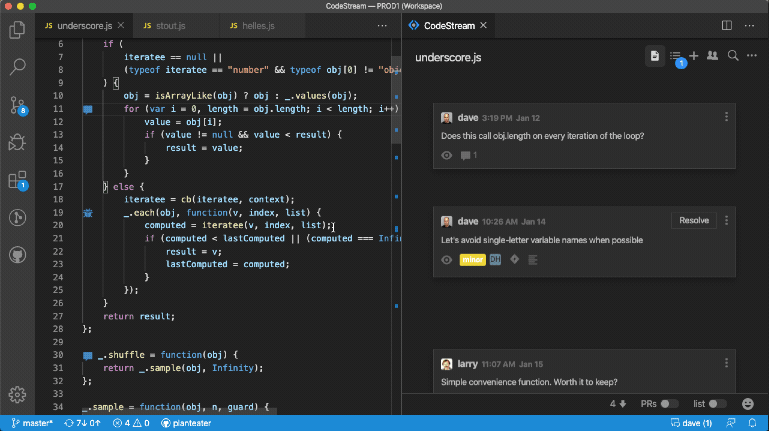 CodeStream — PROD1 (Workspace)
JS underscore.js
JS stout.js
JS helles.js
CodeStream
underscore.js
1
6 if (
7 iteratee == null ||
8 (typeof iteratee == "number" && typeof obj[0] != "obj
9 ) {
10 obj = isArrayLike(obj) ? obj : _.values(obj);
11 for (var i = 0, length = obj.length; i < length; i++)
12 value = obj[i];
13 if (value != null && value < result) {
14 result = value;
15 }
16 }
17 } else {
18 iteratee = cb(iteratee, context);
19 _.each(obj, function(v, index, list) {
20 computed = iteratee(v, index, list);
21 if (computed < lastComputed || (computed === Infin
22 result = v;
23 lastComputed = computed;
24 }
25 });
26 }
27 return result;
28 };
29
30 _.shuffle = function(obj) {
31 return _.sample(obj, Infinity);
32 };
33
34 _.sample = function(obj, n, guard) {
8
1
dave 3:19 PM Jan 12
Does this call obj.length on every iteration of the loop?
1
dave 10:26 AM Jan 14
Resolve
Let's avoid single-letter variable names when possible
minor DH
larry 11:07 AM Jan 15
Simple convenience function. Worth it to keep?
4 PRs list
master* 7↓ 0↑ 4 0 planteater
dave (1)